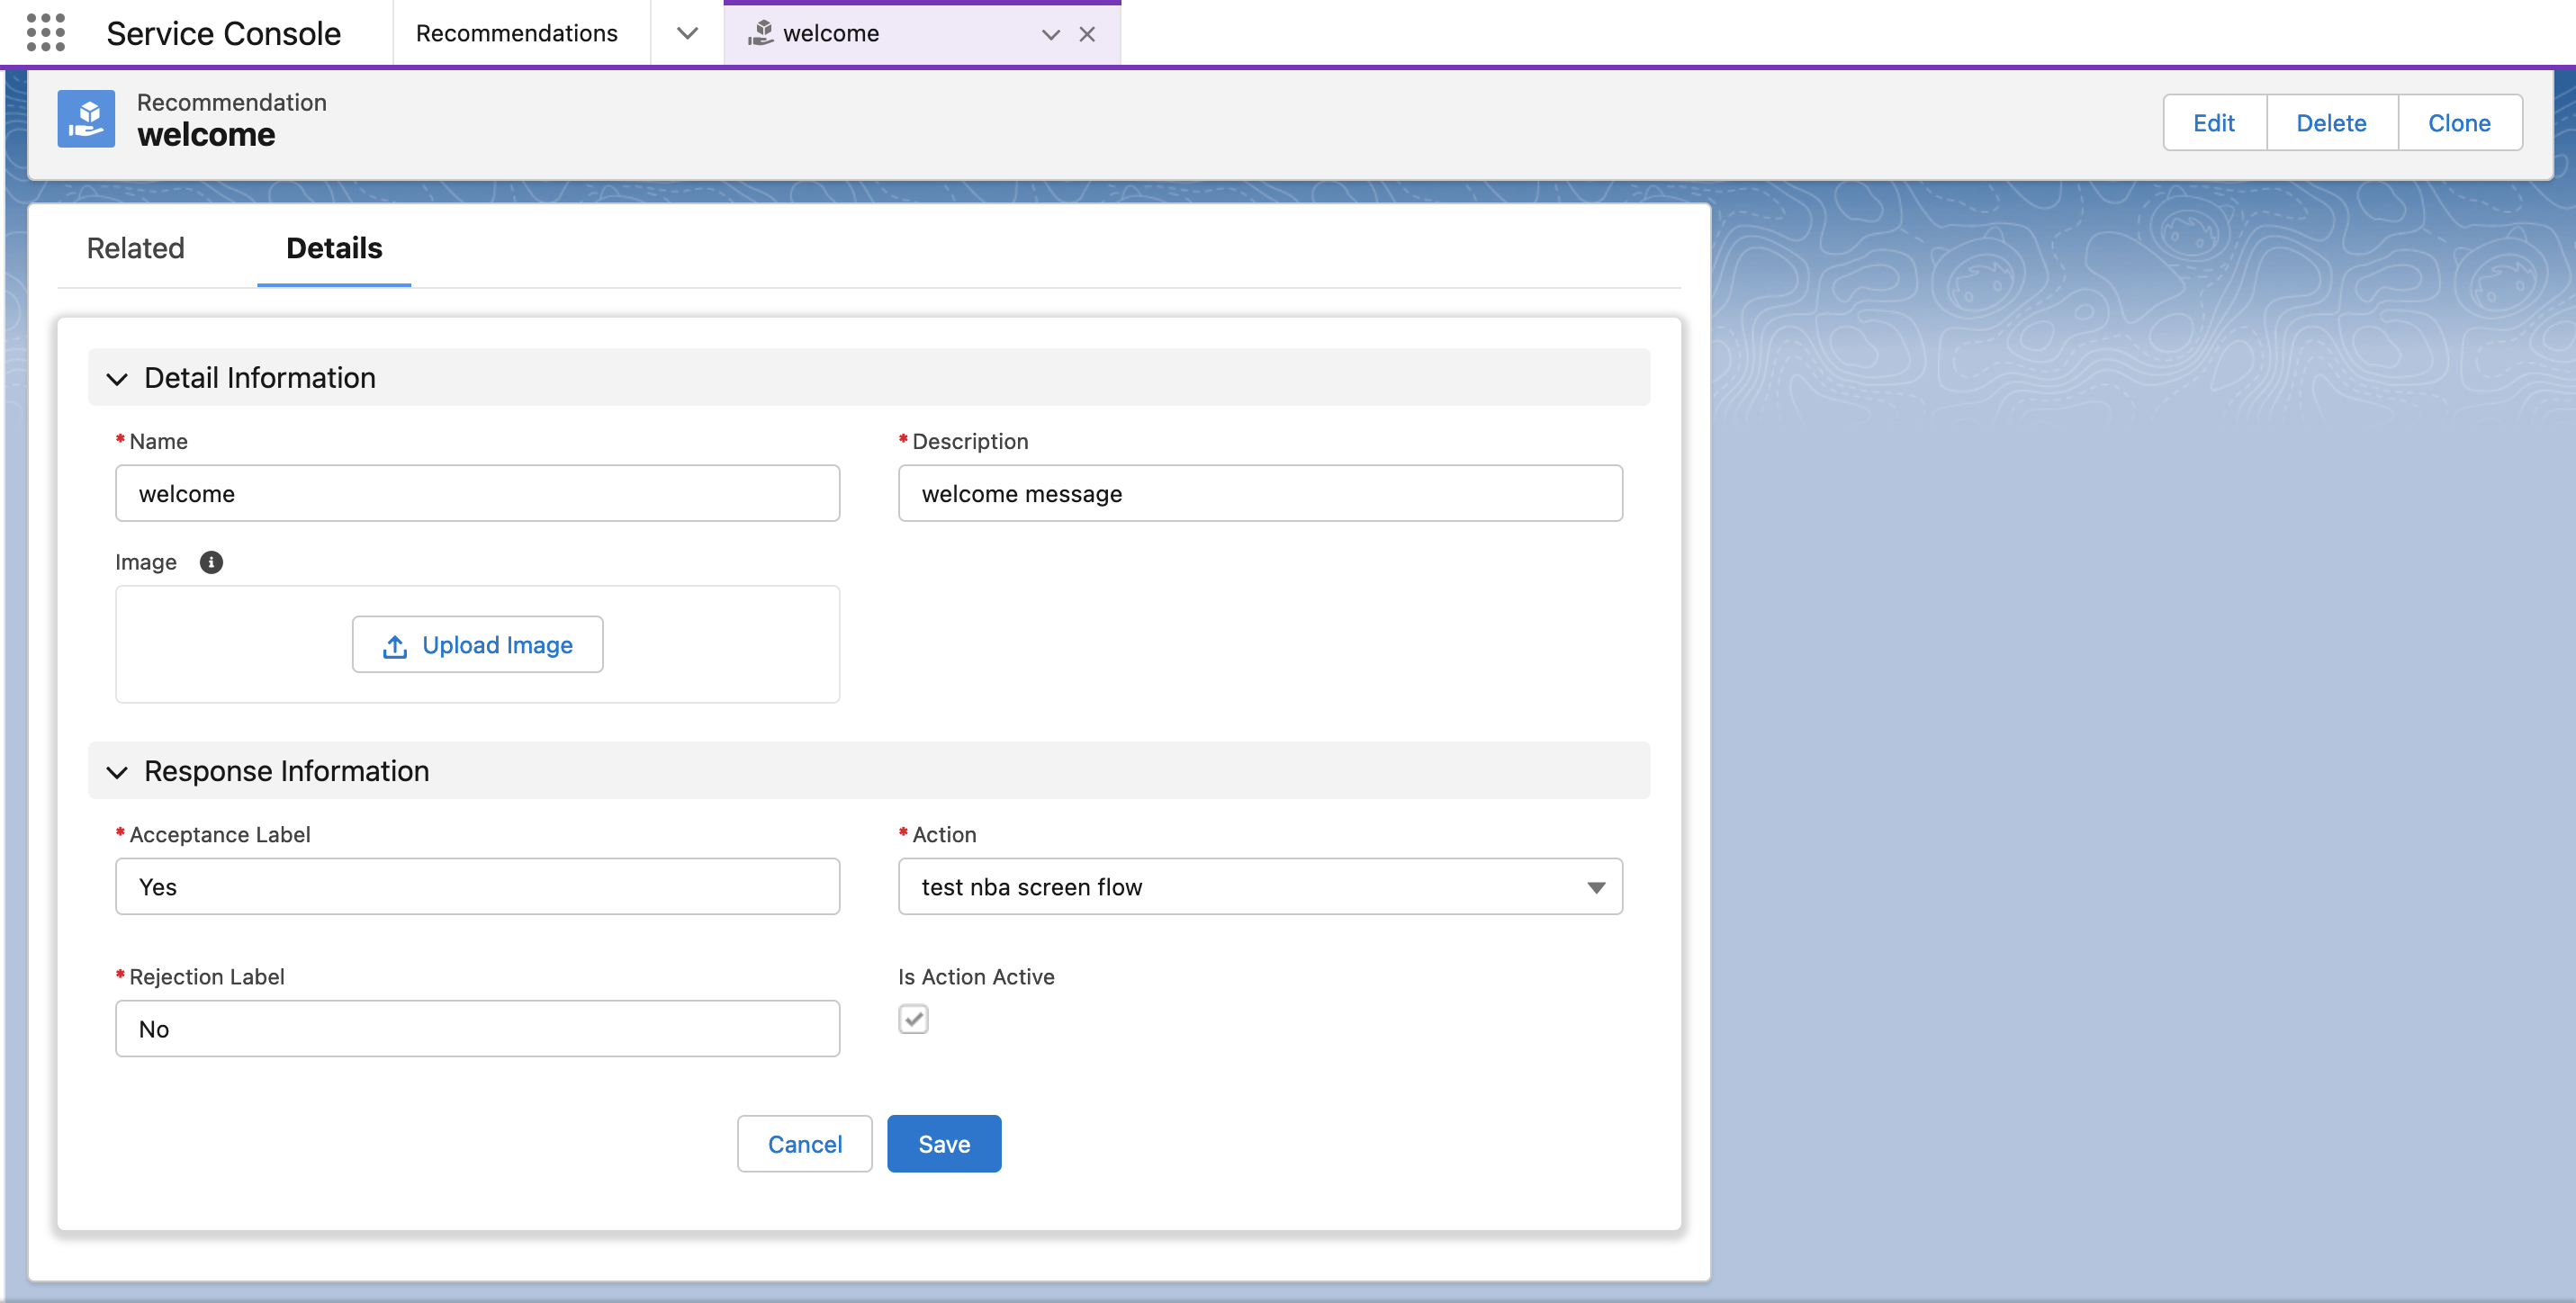 Service Console
Recommendations
welcome
Recommendation
welcome
Edit
Delete
Clone
Related
Details
Detail Information
* Name
* Description
welcome
welcome message
Image
Upload Image
Response Information
* Acceptance Label
* Action
Yes
test nba screen flow
* Rejection Label
Is Action Active
No
Cancel
Save